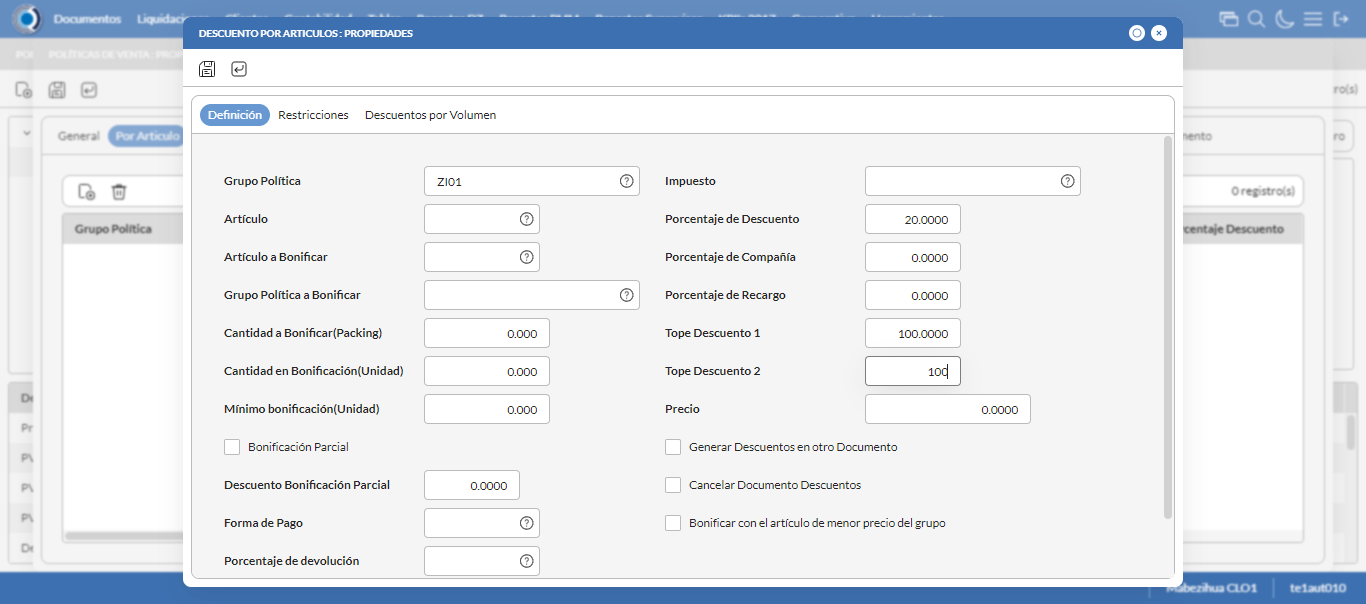 Documentos
DESCUENTO POR ARTICULOS : PROPIEDADES
Definición Restricciones Descuentos por Volumen
General Por Artículo
Grupo Política ZI01 Impuesto
0 registro(s)
Artículo Porcentaje de Descuento 20.0000
Grupo Política
centaje Descuento
Artículo a Bonificar Porcentaje de Compañía 0.0000
Grupo Política a Bonificar Porcentaje de Recargo 0.0000
Cantidad a Bonificar(Packing) 0.000 Tope Descuento 1 100.0000
Cantidad en Bonificación(Unidad) 0.000 Tope Descuento 2 100
Mínimo bonificación(Unidad) 0.000 Precio 0.0000
Bonificación Parcial Generar Descuentos en otro Documento
Descuento Bonificación Parcial 0.0000 Cancelar Documento Descuentos
Forma de Pago Bonificar con el artículo de menor precio del grupo
Porcentaje de devolución
Mabezihua CLO1 te1aut010